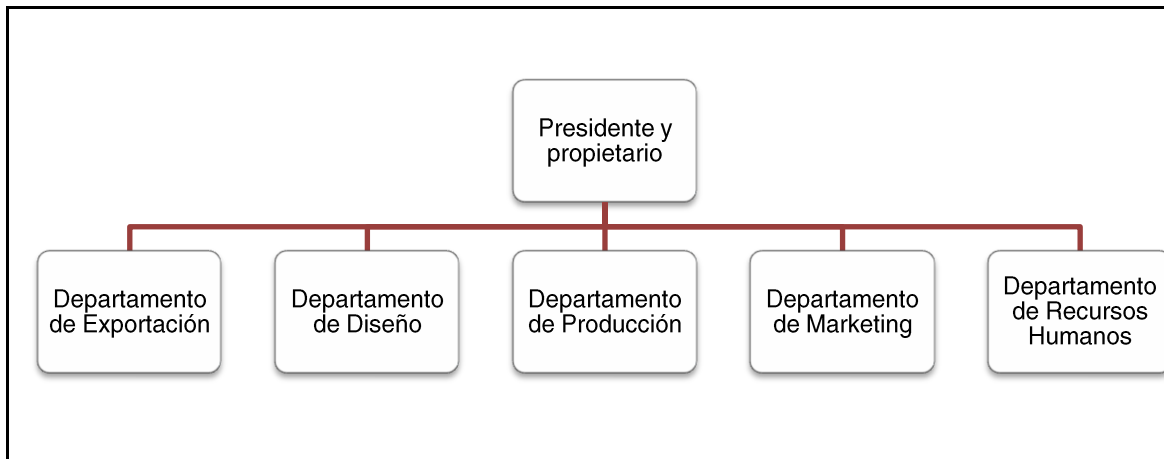 Presidente y
propietario
Departamento
de Exportación
Departamento
de Diseño
Departamento
de Producción
Departamento
de Marketing
Departamento
de Recursos
Humanos